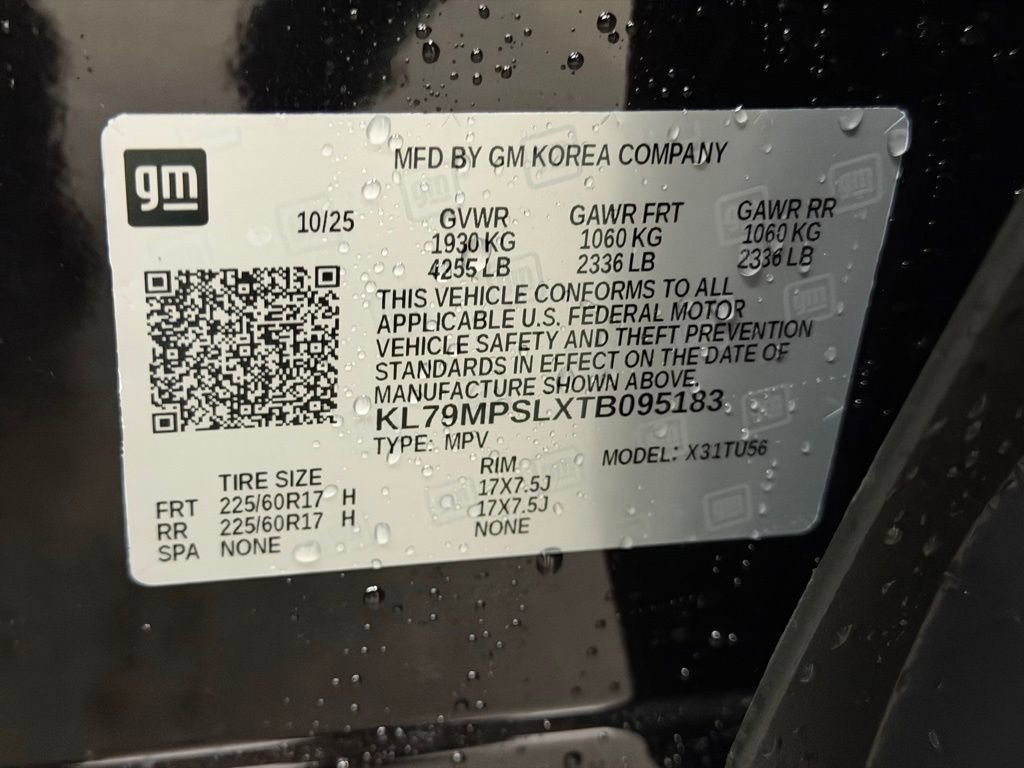 gm
MFD BY GM KOREA COMPANY
10/25 GVWR GAWR FRT GAWR RR
1930 KG 1060 KG 1060 KG
4255 LB 2336 LB 2336 LB
THIS VEHICLE CONFORMS TO ALL
APPLICABLE U.S. FEDERAL MOTOR
VEHICLE SAFETY AND THEFT PREVENTION
STANDARDS IN EFFECT ON THE DATE OF
MANUFACTURE SHOWN ABOVE.
KL79MPSLXTB095183
TYPE: MPV MODEL: X31TU56
TIRE SIZE RIM
FRT 225/60R17 H 17X7.5J
RR 225/60R17 H 17X7.5J
SPA NONE NONE